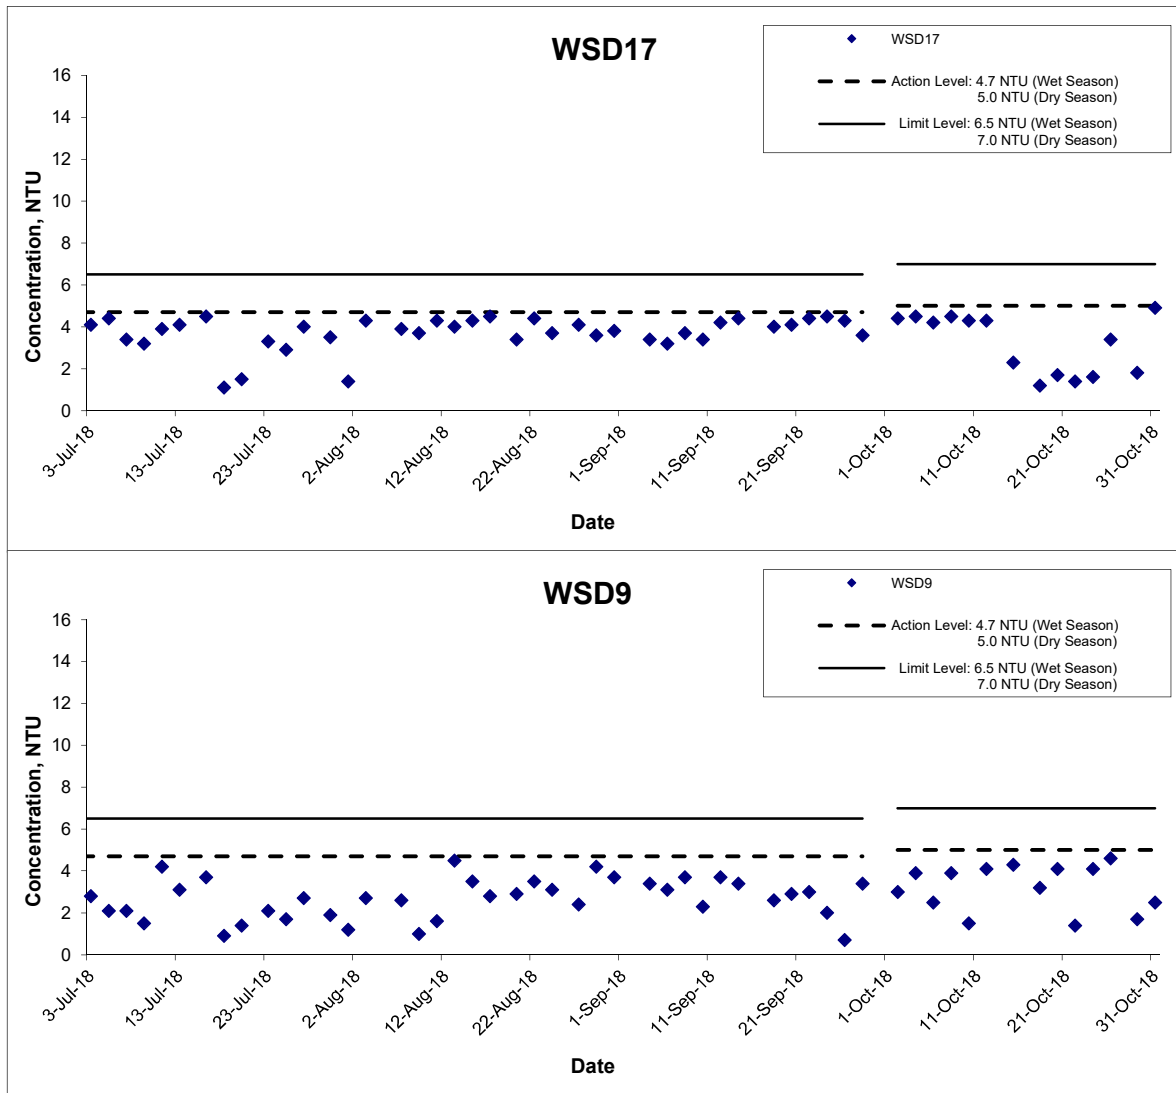 WSD17
WSD17
Action Level: 4.7 NTU (Wet Season)
5.0 NTU (Dry Season)
Limit Level: 6.5 NTU (Wet Season)
7.0 NTU (Dry Season)
Concentration, NTU
16
14
12
10
8
6
4
2
0
3-Jul-18
13-Jul-18
23-Jul-18
2-Aug-18
12-Aug-18
22-Aug-18
1-Sep-18
11-Sep-18
21-Sep-18
1-Oct-18
11-Oct-18
21-Oct-18
31-Oct-18
Date
WSD9
WSD9
Action Level: 4.7 NTU (Wet Season)
5.0 NTU (Dry Season)
Limit Level: 6.5 NTU (Wet Season)
7.0 NTU (Dry Season)
Concentration, NTU
16
14
12
10
8
6
4
2
0
3-Jul-18
13-Jul-18
23-Jul-18
2-Aug-18
12-Aug-18
22-Aug-18
1-Sep-18
11-Sep-18
21-Sep-18
1-Oct-18
11-Oct-18
21-Oct-18
31-Oct-18
Date